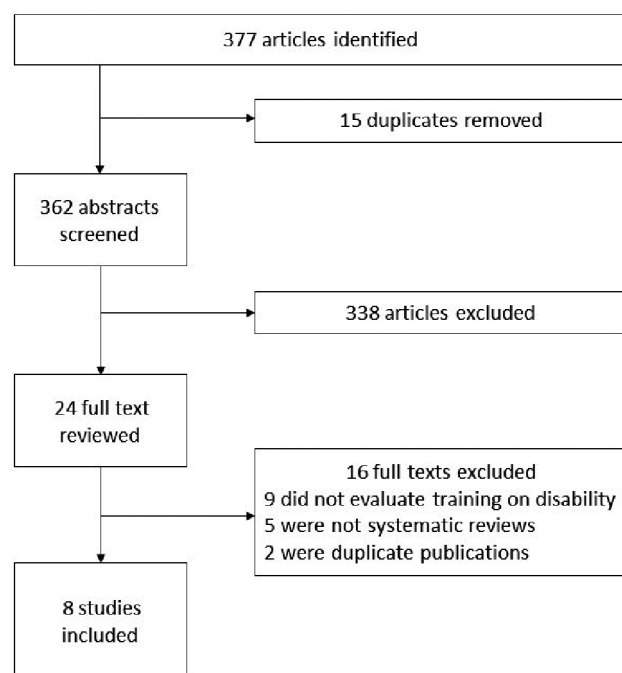 377 articles identified
15 duplicates removed
362 abstracts
screened
338 articles excluded
24 full text
reviewed
16 full texts excluded
9 did not evaluate training on disability
5 were not systematic reviews
2 were duplicate publications
8 studies
included